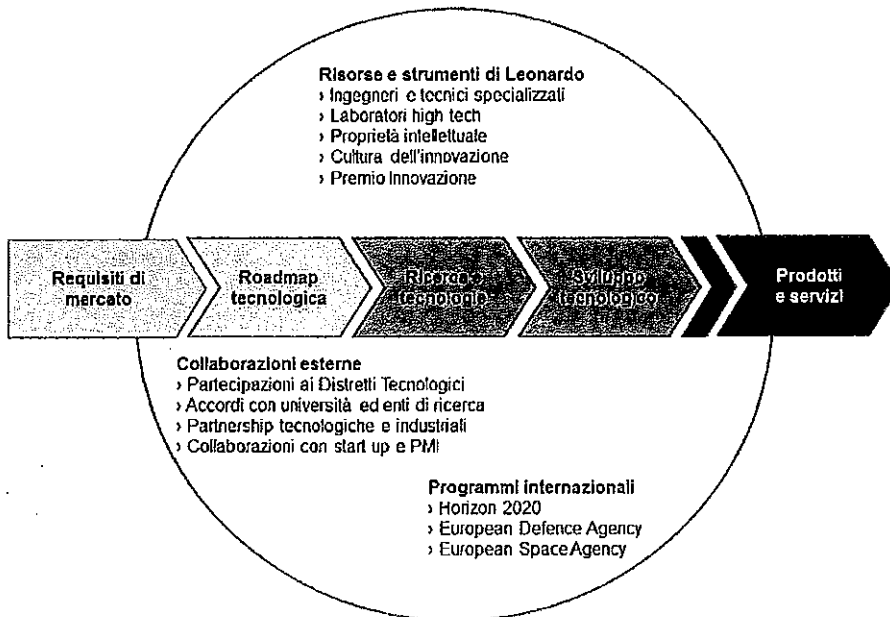 Risorse e strumenti di Leonardo
› Ingegneri e tecnici specializzati
› Laboratori high tech
› Proprietà intellettuale
› Cultura dell'innovazione
› Premio Innovazione
Requisiti di
mercato
Roadmap
tecnologica
Ricerca e
tecnologie
Sviluppo
tecnologico
Prodotti
e servizi
Collaborazioni esterne
› Partecipazioni ai Distretti Tecnologici
› Accordi con università ed enti di ricerca
› Partnership tecnologiche e industriali
› Collaborazioni con start up e PMI
Programmi internazionali
› Horizon 2020
› European Defence Agency
› European Space Agency